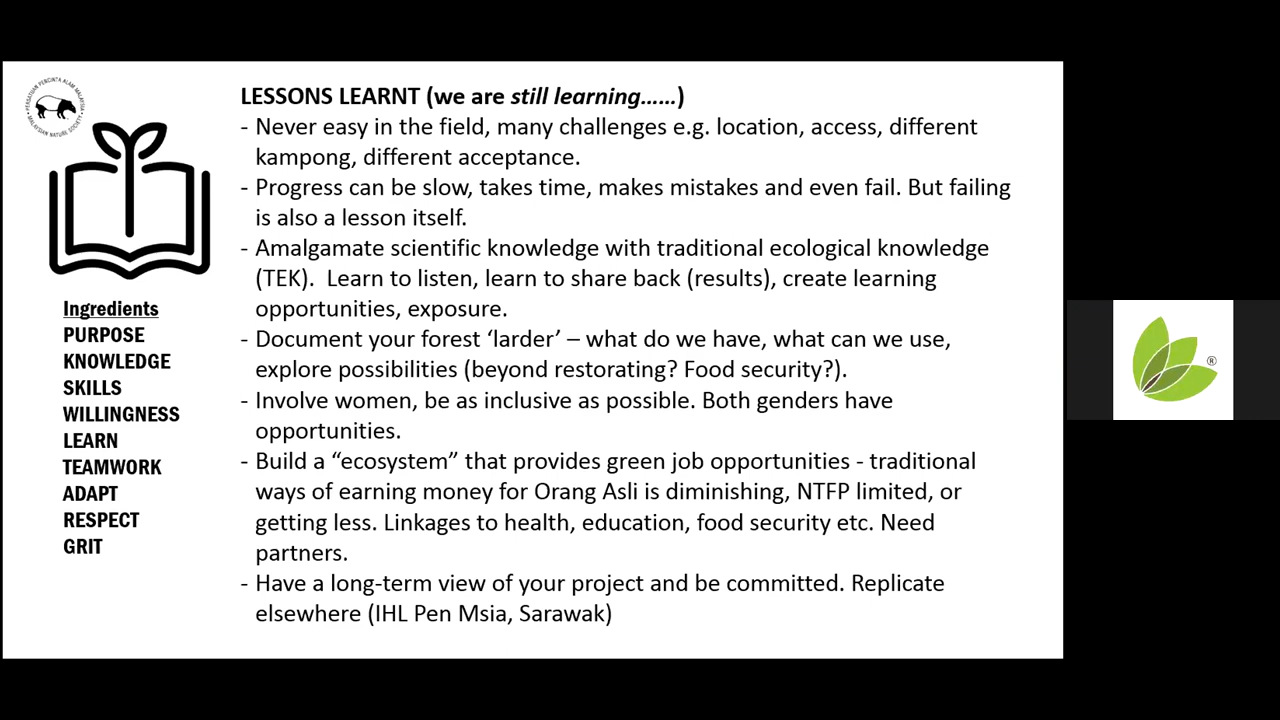 PERSATUAN PENCINTA ALAM MALAYSIA
MALAYSIAN NATURE SOCIETY
Ingredients
PURPOSE
KNOWLEDGE
SKILLS
WILLINGNESS
LEARN
TEAMWORK
ADAPT
RESPECT
GRIT
LESSONS LEARNT (we are still learning......)
- Never easy in the field, many challenges e.g. location, access, different
kampong, different acceptance.
- Progress can be slow, takes time, makes mistakes and even fail. But failing
is also a lesson itself.
- Amalgamate scientific knowledge with traditional ecological knowledge
(TEK). Learn to listen, learn to share back (results), create learning
opportunities, exposure.
- Document your forest ‘larder’ – what do we have, what can we use,
explore possibilities (beyond restorating? Food security?).
- Involve women, be as inclusive as possible. Both genders have
opportunities.
- Build a “ecosystem” that provides green job opportunities - traditional
ways of earning money for Orang Asli is diminishing, NTFP limited, or
getting less. Linkages to health, education, food security etc. Need
partners.
- Have a long-term view of your project and be committed. Replicate
elsewhere (IHL Pen Msia, Sarawak)
®